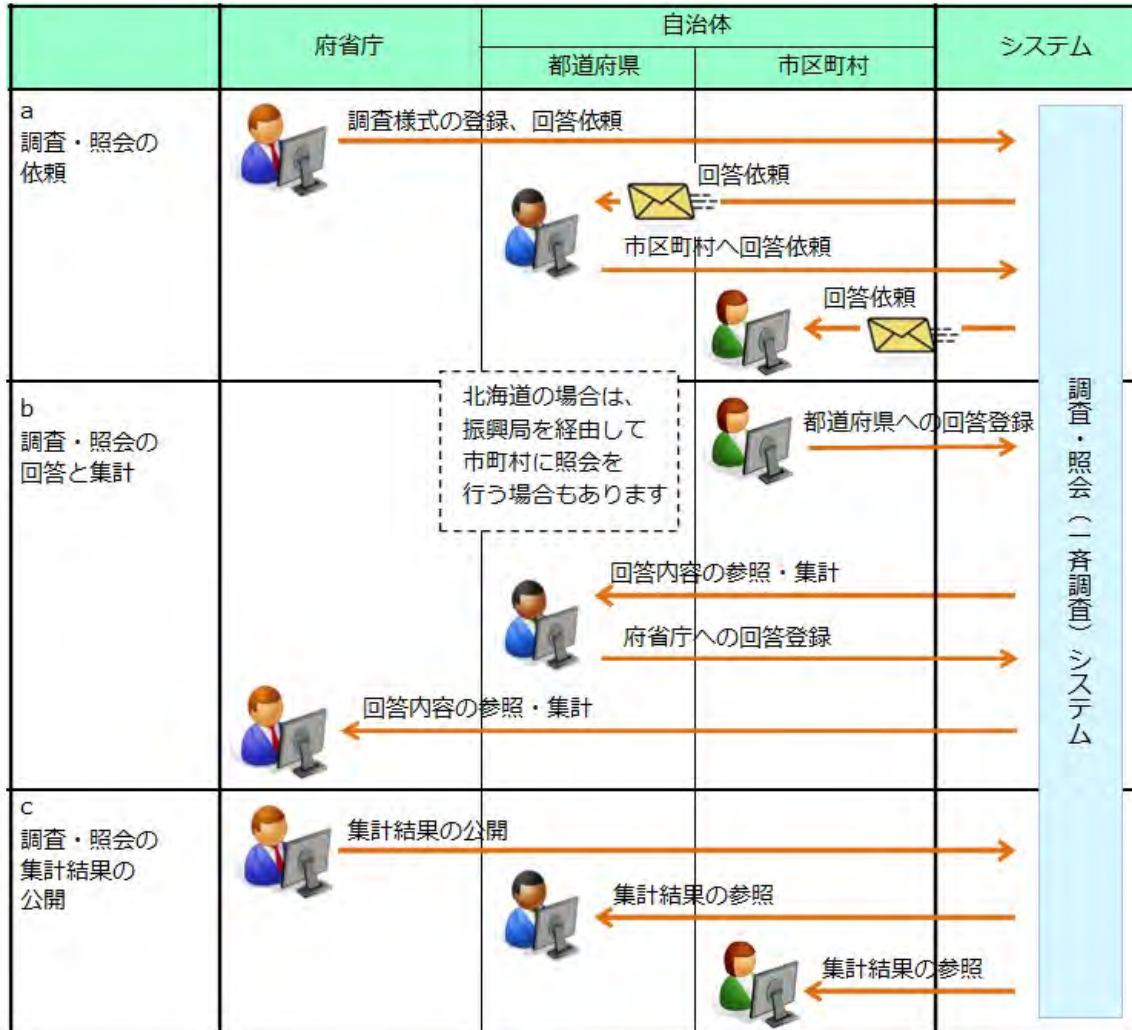 府省庁
自治体
都道府県
市区町村
システム
a
調査・照会の
依頼
調査様式の登録、回答依頼
回答依頼
市区町村へ回答依頼
回答依頼
b
調査・照会の
回答と集計
北海道の場合は、
振興局を経由して
市町村に照会を
行う場合もあります
都道府県への回答登録
回答内容の参照・集計
府省庁への回答登録
回答内容の参照・集計
c
調査・照会の
集計結果の
公開
集計結果の公開
集計結果の参照
集計結果の参照
調査・照会（一斉調査）システム